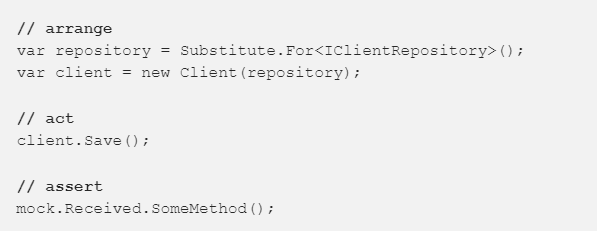 // arrange
var repository = Substitute.For<IClientRepository>();
var client = new Client(repository);
// act
client.Save();
// assert
mock.Received.SomeMethod();